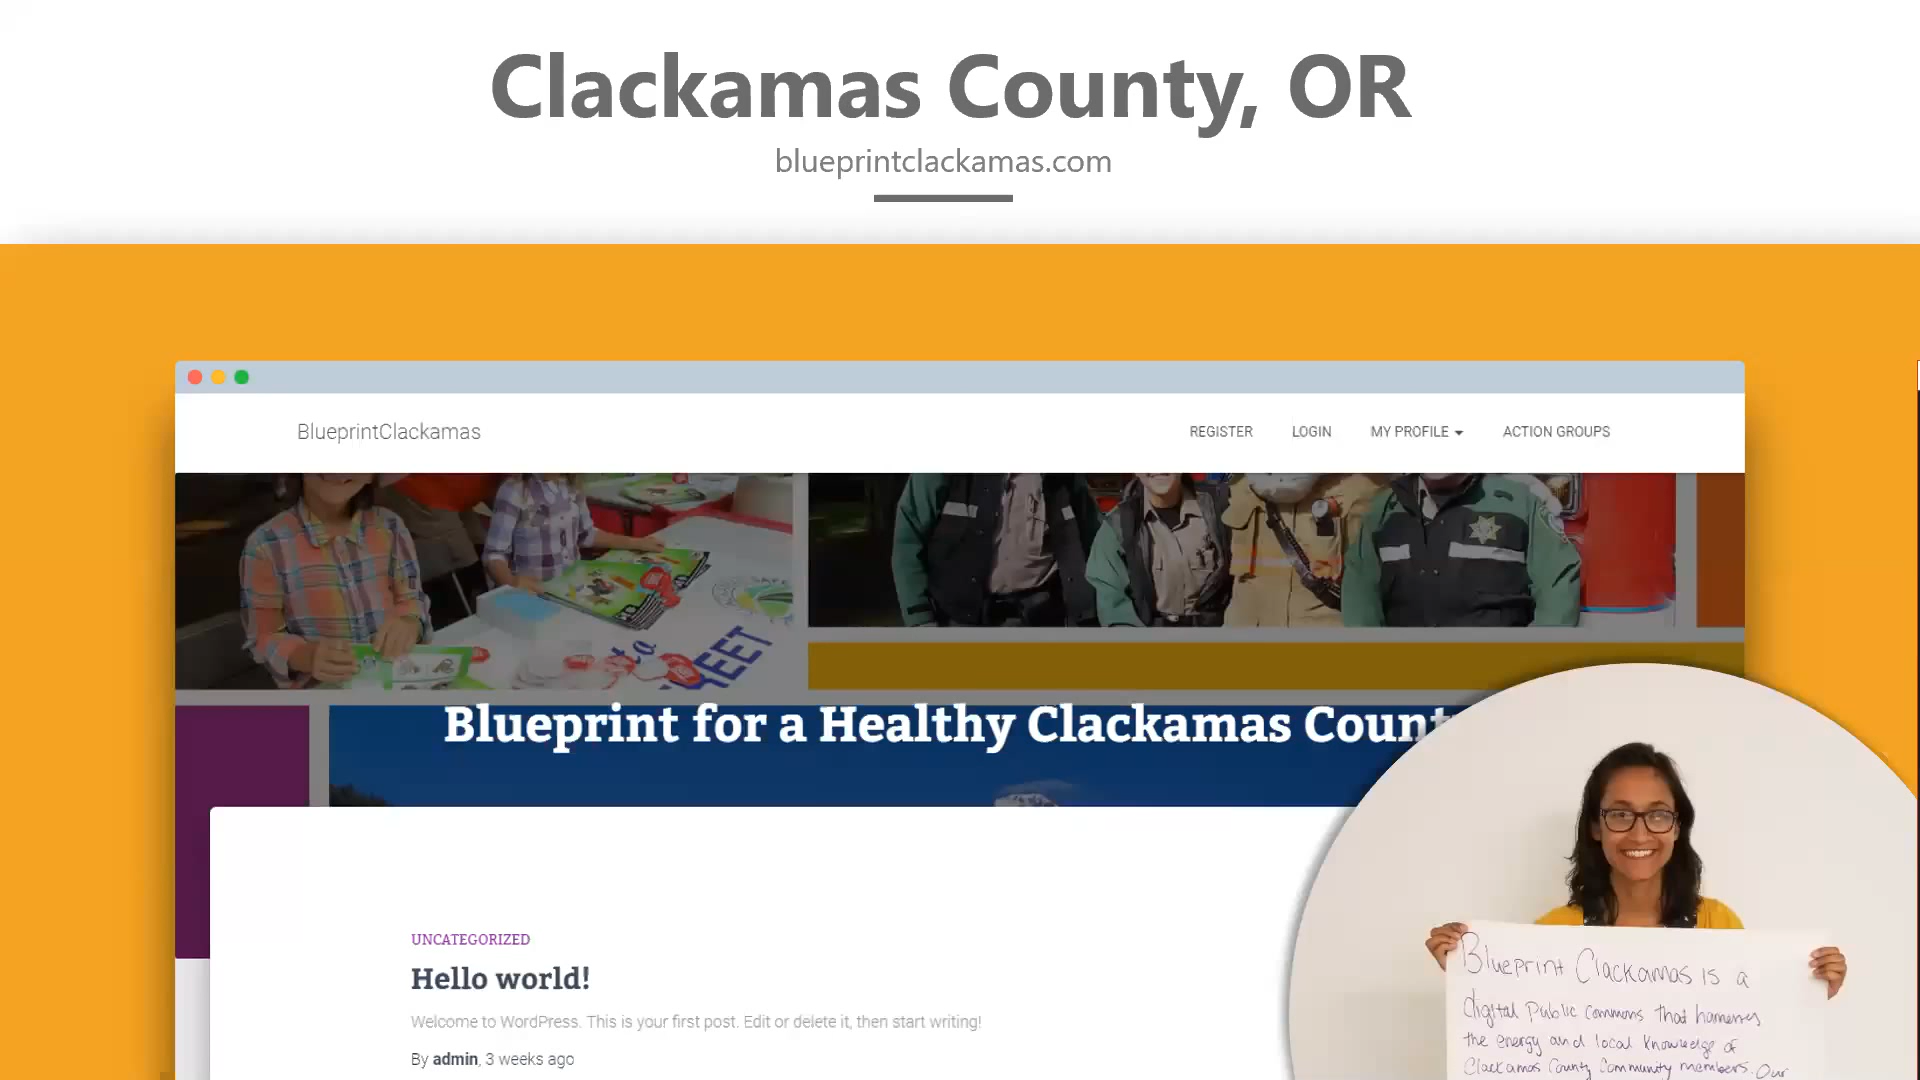 Clackamas County, OR
blueprintclackamas.com
BlueprintClackamas
REGISTER LOGIN MY PROFILE ACTION GROUPS
STREET
Blueprint for a Healthy Clackamas Coun
UNCATEGORIZED
Hello world!
Welcome to WordPress. This is your first post. Edit or delete it, then start writing!
By admin, 3 weeks ago
Blueprint Clackamas is a
digital public commons that harnesses
the energy and local knowledge of
Clackamas County Community members. Our